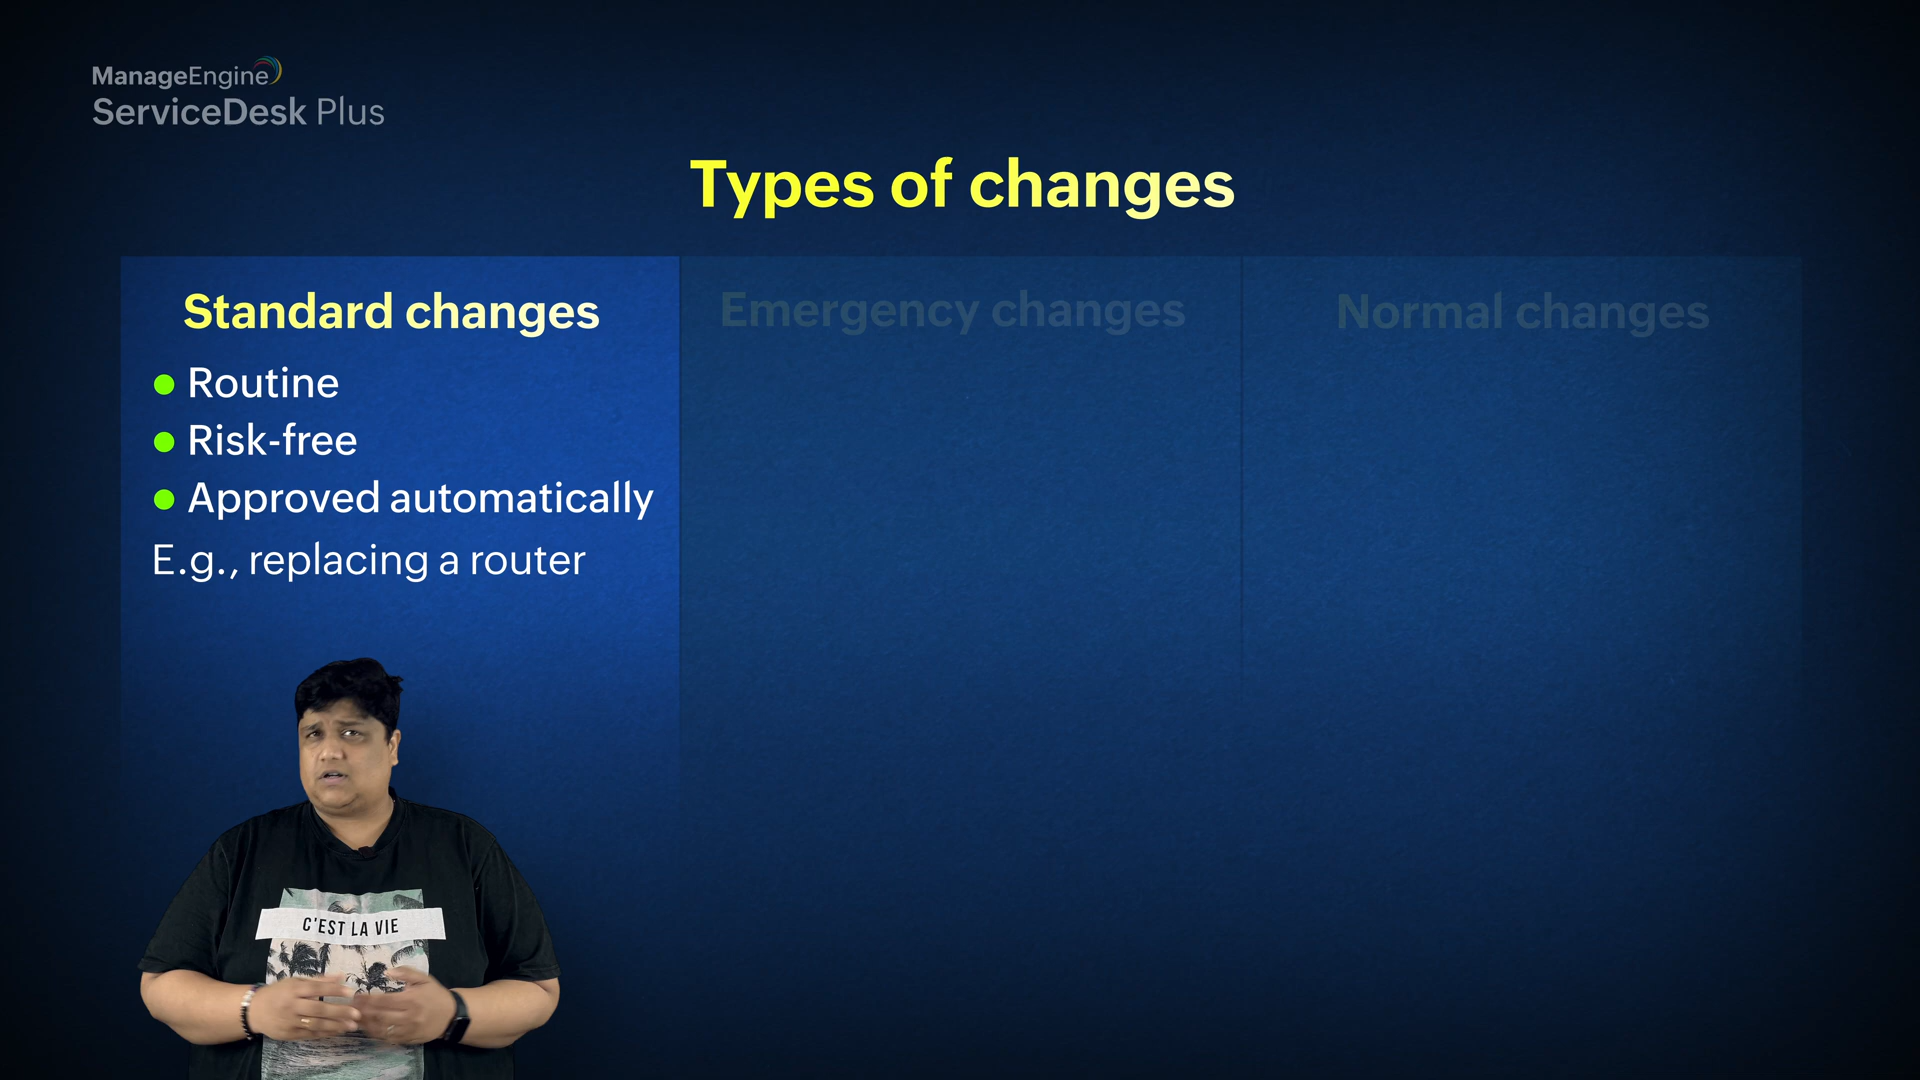 ManageEngine
ServiceDesk Plus
Types of changes
Standard changes
Routine
Risk-free
Approved automatically
E.g., replacing a router
Emergency changes
Normal changes
C'EST LA VIE